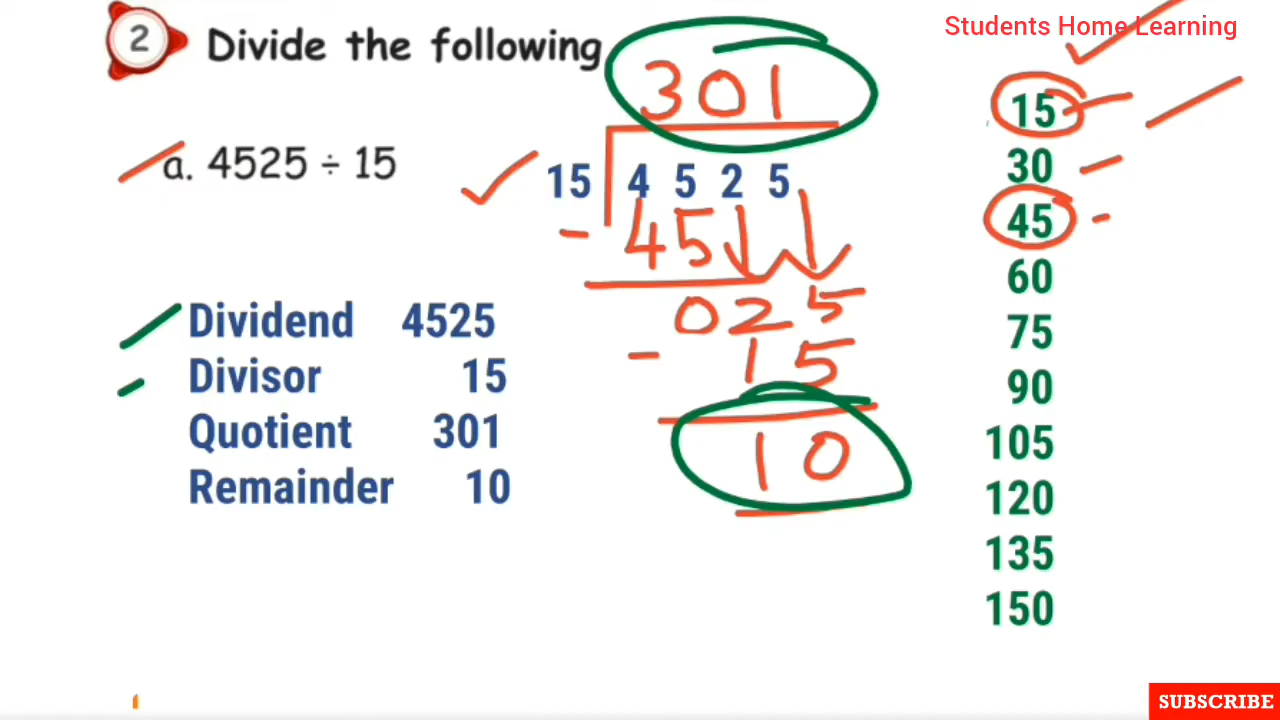 Students Home Learning
2 Divide the following
301
a. 4525 ÷ 15
15 4 5 2 5
- 45
025
- 15
10
Dividend 4525
Divisor 15
Quotient 301
Remainder 10
15
30
45
60
75
90
105
120
135
150
SUBSCRIBE